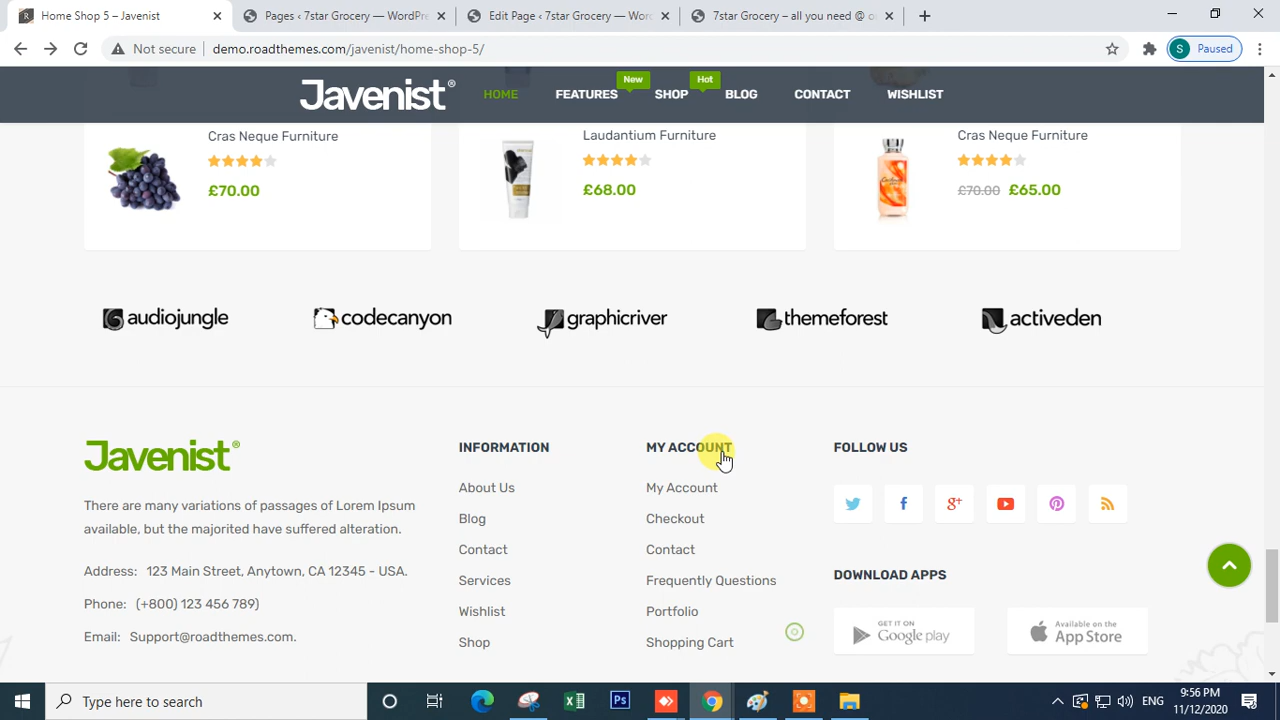 Home Shop 5 – Javenist
Pages ‹ 7star Grocery — WordPre
Edit Page ‹ 7star Grocery — Word
7star Grocery – all you need @ o
Not secure
demo.roadthemes.com/javenist/home-shop-5/
S
Paused
Javenist®
HOME
FEATURES
New
SHOP
Hot
BLOG
CONTACT
WISHLIST
Cras Neque Furniture
£70.00
Laudantium Furniture
£68.00
Cras Neque Furniture
£70.00 £65.00
audiojungle
codecanyon
graphicriver
themeforest
activeden
Javenist®
There are many variations of passages of Lorem Ipsum
available, but the majorited have suffered alteration.
Address: 123 Main Street, Anytown, CA 12345 - USA.
Phone: (+800) 123 456 789)
Email: Support@roadthemes.com.
INFORMATION
About Us
Blog
Contact
Services
Wishlist
Shop
MY ACCOUNT
My Account
Checkout
Contact
Frequently Questions
Portfolio
Shopping Cart
FOLLOW US
DOWNLOAD APPS
GET IT ON
Google play
Available on the
App Store
Type here to search
ENG
9:56 PM
11/12/2020